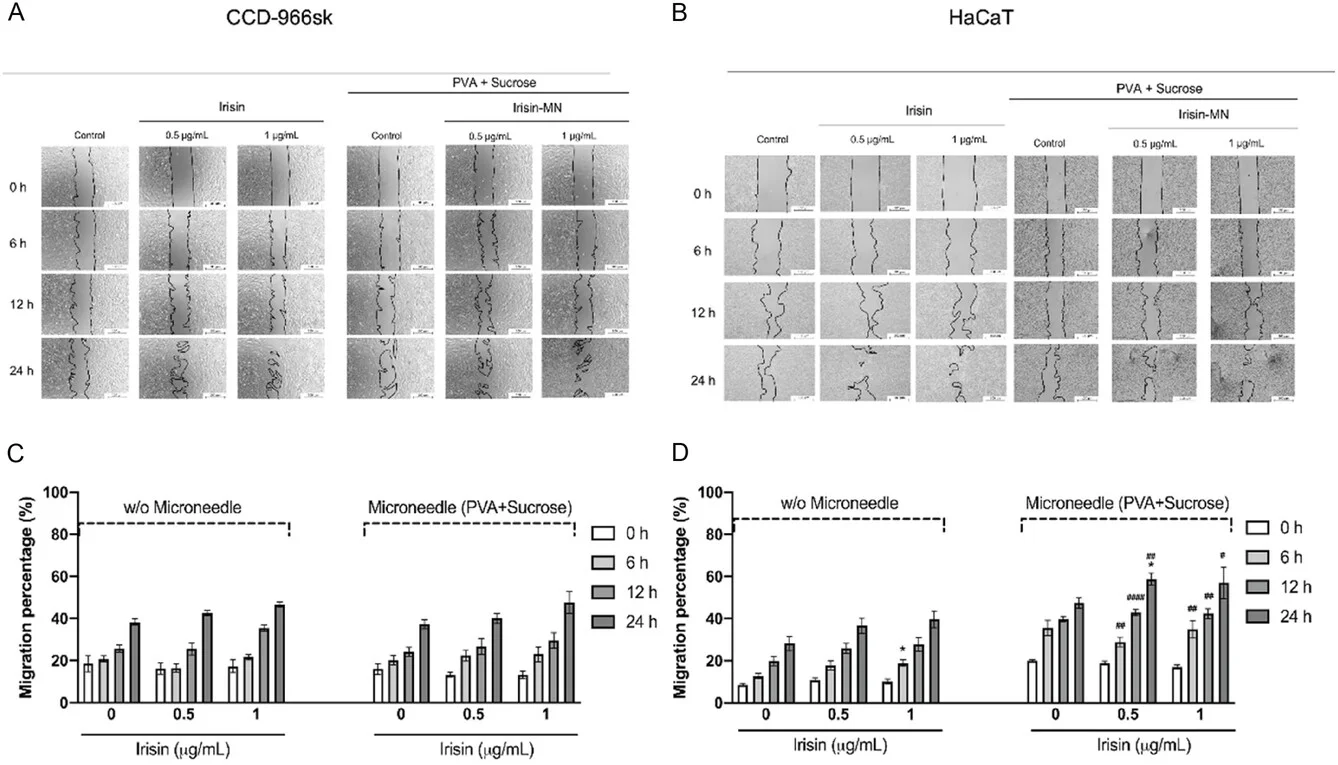 A
CCD-966sk
PVA + Sucrose
Irisin
Irisin-MN
Control
0.5 µg/mL
1 µg/mL
Control
0.5 µg/mL
1 µg/mL
0 h
6 h
12 h
24 h
B
HaCaT
PVA + Sucrose
Irisin
Irisin-MN
Control
0.5 µg/mL
1 µg/mL
Control
0.5 µg/mL
1 µg/mL
0 h
6 h
12 h
24 h
C
Migration percentage (%)
100
80
60
40
20
0
w/o Microneedle
Microneedle (PVA+Sucrose)
0 h
6 h
12 h
24 h
0
0.5
1
0
0.5
1
Irisin (µg/mL)
Irisin (µg/mL)
D
Migration percentage (%)
100
80
60
40
20
0
w/o Microneedle
Microneedle (PVA+Sucrose)
*
##
####
##
*
##
##
#
0 h
6 h
12 h
24 h
0
0.5
1
0
0.5
1
Irisin (µg/mL)
Irisin (µg/mL)